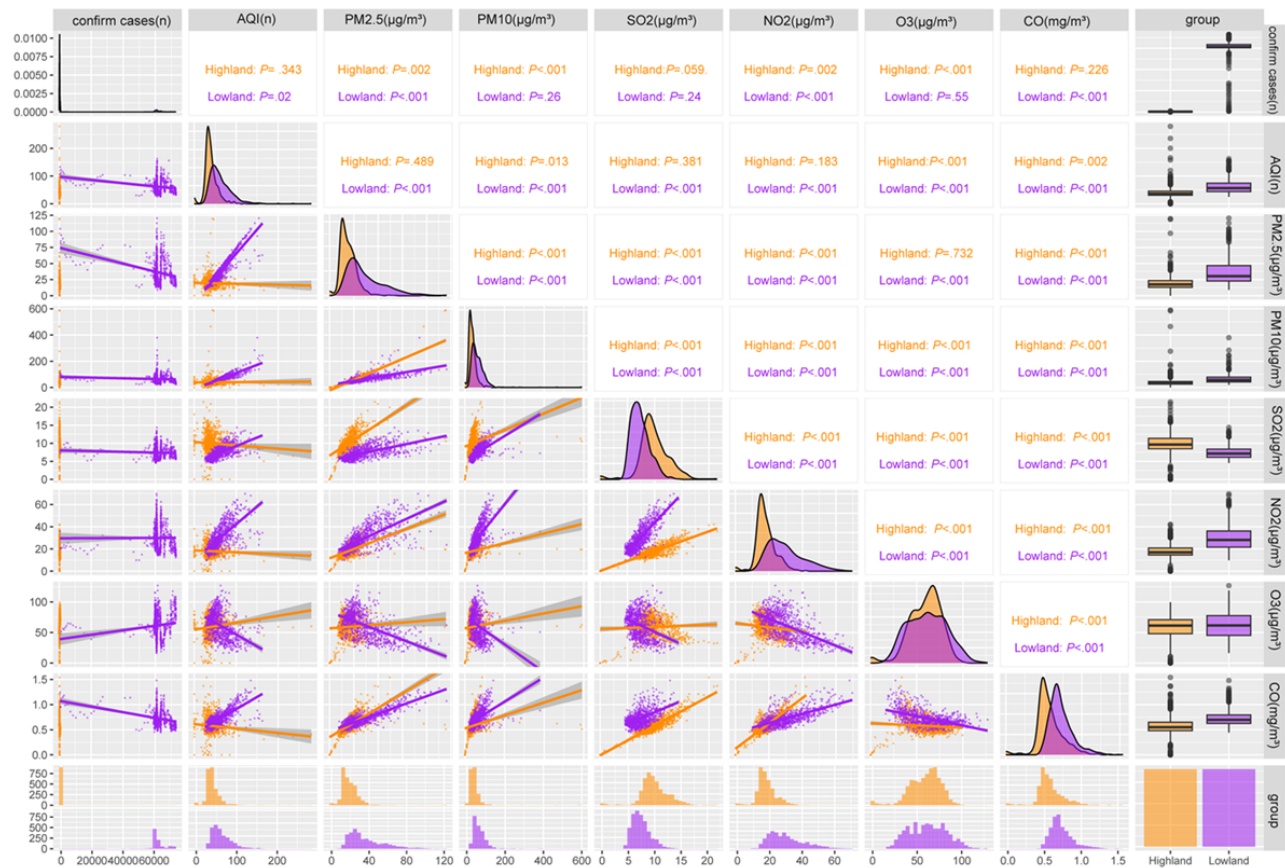 confirm cases(n) AQI(n) PM2.5(µg/m³) PM10(µg/m³) SO2(µg/m³) NO2(µg/m³) O3(µg/m³) CO(mg/m³) group
0.0100
0.0075
0.0050
0.0025
0.0000
Highland: P= .343 Highland: P=.002 Highland: P<.001 Highland: P=.059. Highland: P=.002 Highland: P<.001 Highland: P=.226
Lowland: P=.02 Lowland: P<.001 Lowland: P=.26 Lowland: P=.24 Lowland: P<.001 Lowland: P=.55 Lowland: P<.001
confirm cases(n)
200
100
0
Highland: P=.489 Highland: P=.013 Highland: P=.381 Highland: P=.183 Highland:P<.001 Highland: P=.002
Lowland: P<.001 Lowland: P<.001 Lowland: P<.001 Lowland: P<.001 Lowland: P<.001 Lowland: P<.001
AQI(n)
125
100
75
50
25
0
Highland: P<.001 Highland: P<.001 Highland: P<.001 Highland: P=.732 Highland: P<.001
Lowland: P<.001 Lowland: P<.001 Lowland: P<.001 Lowland: P<.001 Lowland: P<.001
PM2.5(µg/m³)
600
400
200
0
Highland: P<.001 Highland: P<.001 Highland: P<.001 Highland: P<.001
Lowland: P<.001 Lowland: P<.001 Lowland: P<.001 Lowland: P<.001
PM10(µg/m³)
20
15
10
5
0
Highland: P<.001 Highland: P<.001 Highland: P<.001
Lowland: P<.001 Lowland: P<.001 Lowland: P<.001
SO2(µg/m³)
60
40
20
0
Highland: P<.001 Highland: P<.001
Lowland: P<.001 Lowland: P<.001
NO2(µg/m³)
100
50
0
Highland: P<.001
Lowland: P<.001
O3(µg/m³)
1.5
1.0
0.5
0.0
CO(mg/m³)
750
500
250
0
750
500
250
0
group
0 20000 40000 60000 0 100 200 0 40 80 120 0 200 400 600 0 5 10 15 20 0 20 40 60 0 50 100 0.0 0.5 1.0 1.5 Highland Lowland